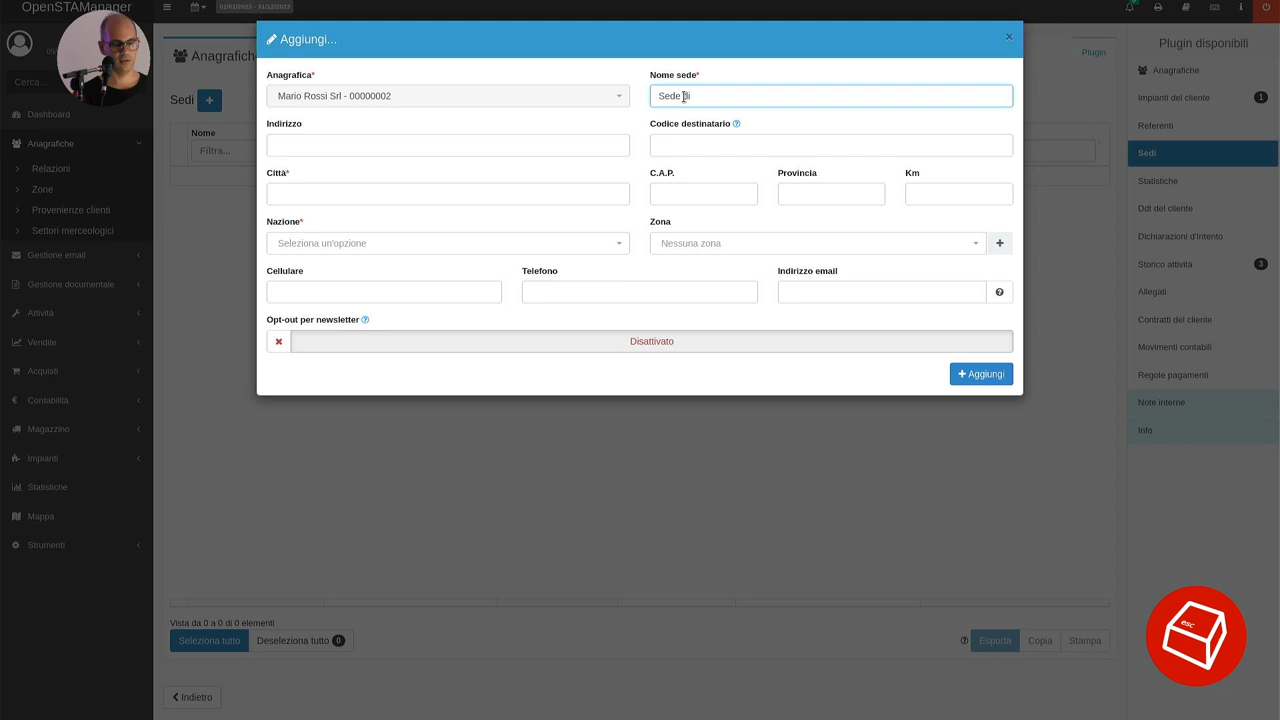 OpenSTAManager
01/01/2023 - 31/12/2023
Cerca...
Dashboard
Anagrafiche
Relazioni
Zone
Provenienze clienti
Settori merceologici
Gestione email
Gestione documentale
Attività
Vendite
Acquisti
Contabilità
Magazzino
Impianti
Statistiche
Mappa
Strumenti
Anagrafiche
Plugin
Sedi
Nome
Filtra...
Aggiungi...
×
Anagrafica*
Nome sede*
Mario Rossi Srl - 00000002
Sede di
Indirizzo
Codice destinatario
Città*
C.A.P.
Provincia
Km
Nazione*
Zona
Seleziona un'opzione
Nessuna zona
Cellulare
Telefono
Indirizzo email
Opt-out per newsletter
Disattivato
Aggiungi
Vista da 0 a 0 di 0 elementi
Seleziona tutto
Deseleziona tutto 0
Esporta
Copia
Stampa
Indietro
Plugin disponibili
Anagrafiche
Impianti del cliente 1
Referenti
Sedi
Statistiche
Ddt del cliente
Dichiarazioni d'Intento
Storico attività 3
Allegati
Contratti del cliente
Movimenti contabili
Regole pagamenti
Note interne
Info
esc